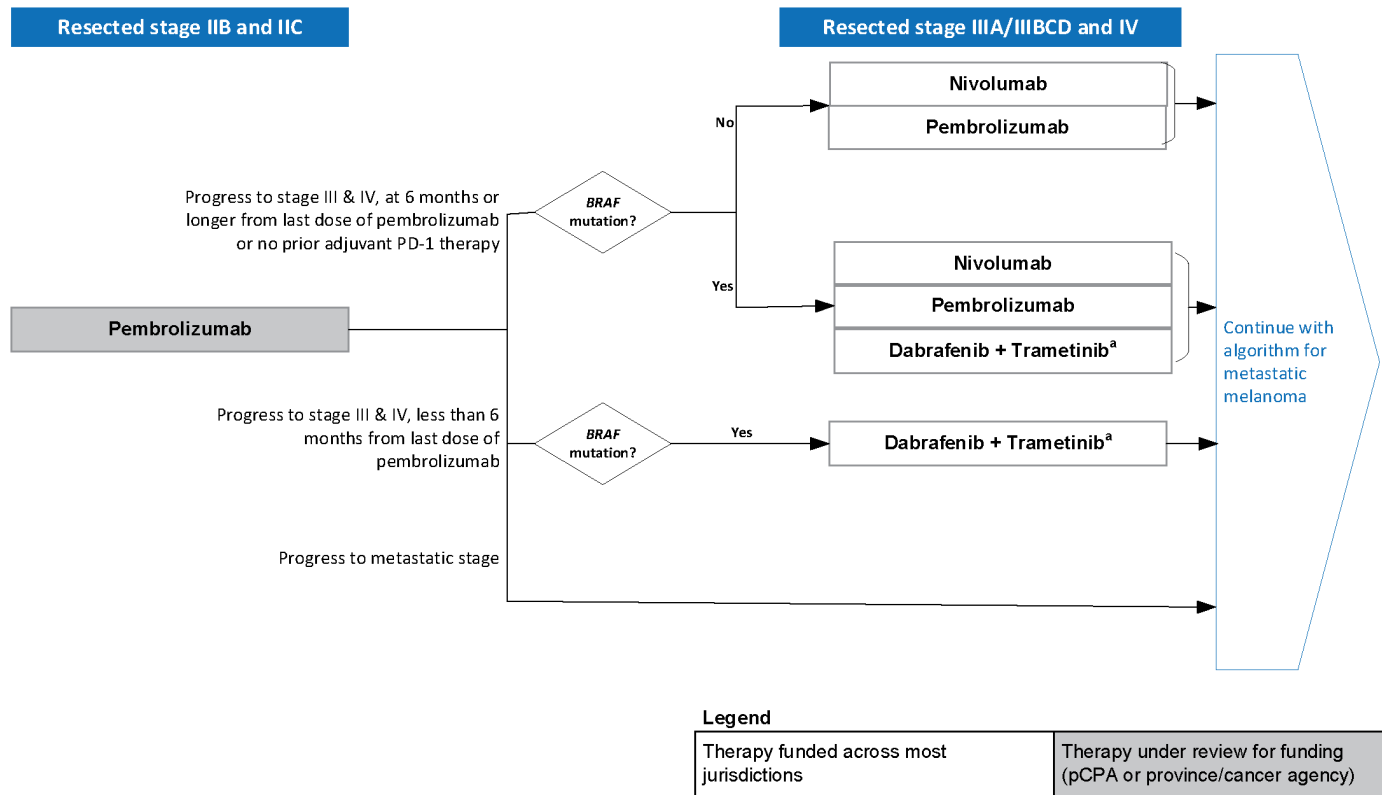 Resected stage IIB and IIC
Resected stage IIIA/IIIBCD and IV
Nivolumab
Pembrolizumab
No
Progress to stage III & IV, at 6 months or
longer from last dose of pembrolizumab
or no prior adjuvant PD-1 therapy
BRAF
mutation?
Yes
Nivolumab
Pembrolizumab
Dabrafenib + Trametinibᵃ
Pembrolizumab
Continue with
algorithm for
metastatic
melanoma
Progress to stage III & IV, less than 6
months from last dose of
pembrolizumab
BRAF
mutation?
Yes
Dabrafenib + Trametinibᵃ
Progress to metastatic stage
Legend
Therapy funded across most
jurisdictions
Therapy under review for funding
(pCPA or province/cancer agency)